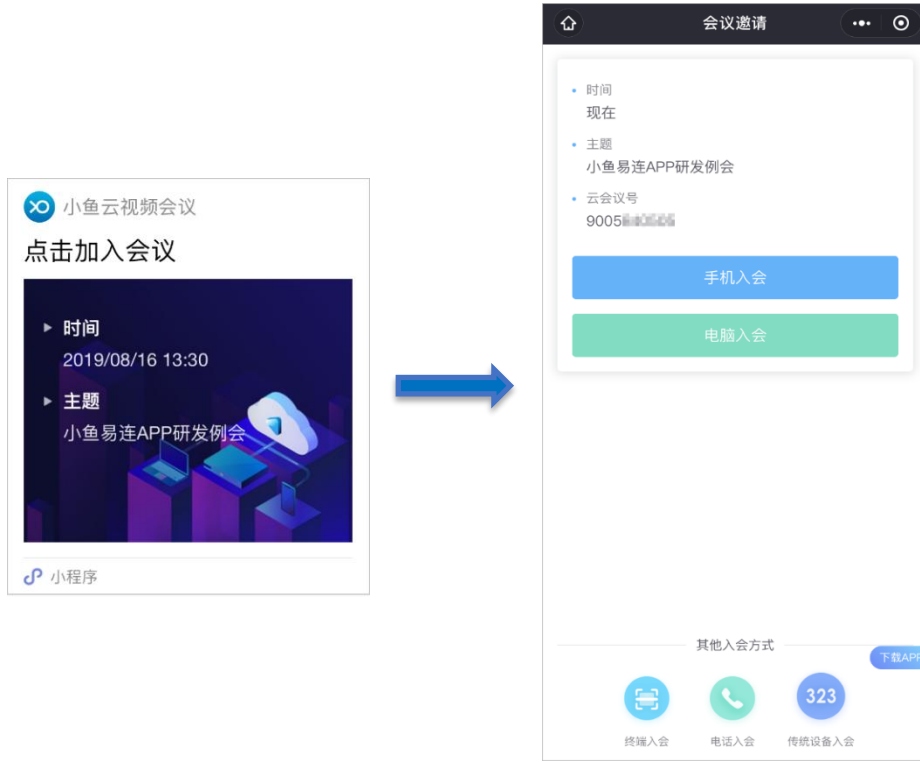 小鱼云视频会议
点击加入会议
时间
2019/08/16 13:30
主题
小鱼易连APP研发例会
小程序
会议邀请
时间
现在
主题
小鱼易连APP研发例会
云会议号
9005
手机入会
电脑入会
其他入会方式
下载APP
323
终端入会
电话入会
传统设备入会